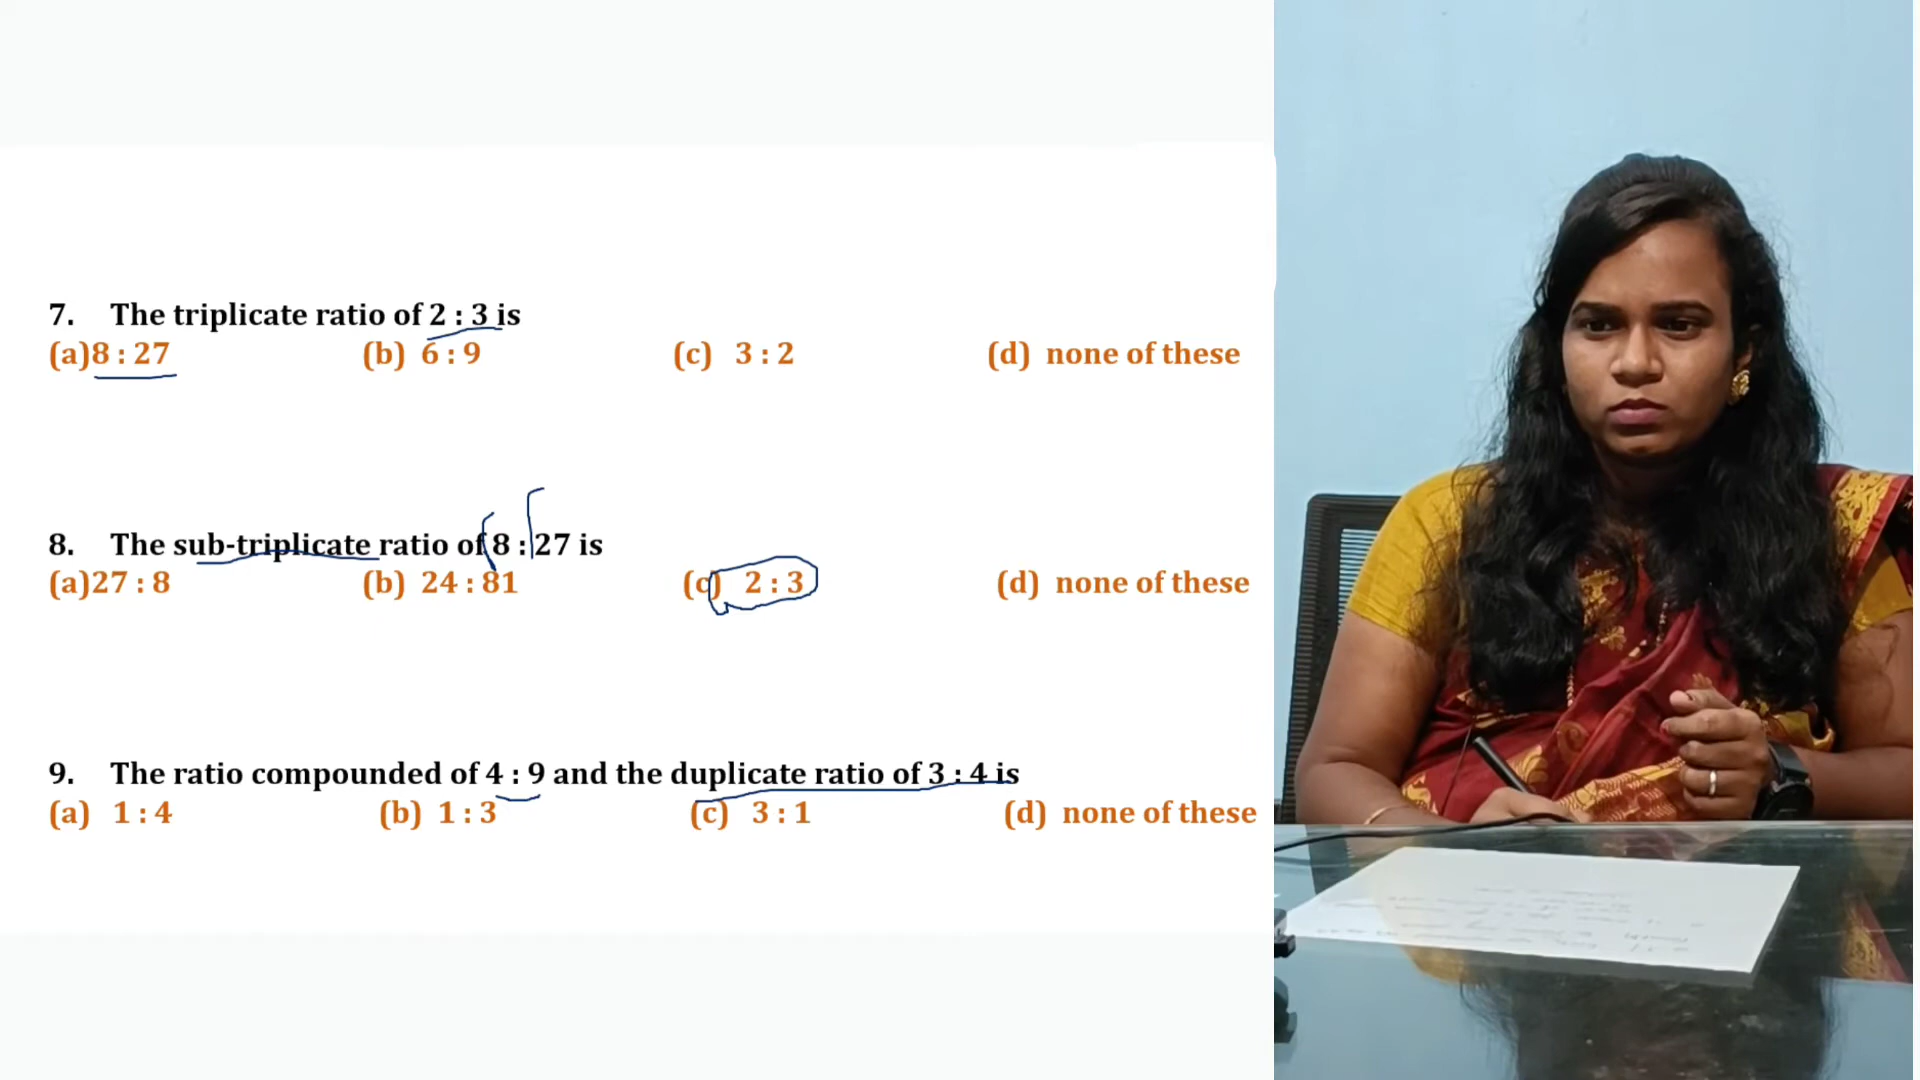 7. The triplicate ratio of 2 : 3 is
(a)8 : 27 (b) 6 : 9 (c) 3 : 2 (d) none of these
8. The sub-triplicate ratio of 8 : 27 is
(a)27 : 8 (b) 24 : 81 (c) 2 : 3 (d) none of these
9. The ratio compounded of 4 : 9 and the duplicate ratio of 3 : 4 is
(a) 1 : 4 (b) 1 : 3 (c) 3 : 1 (d) none of these